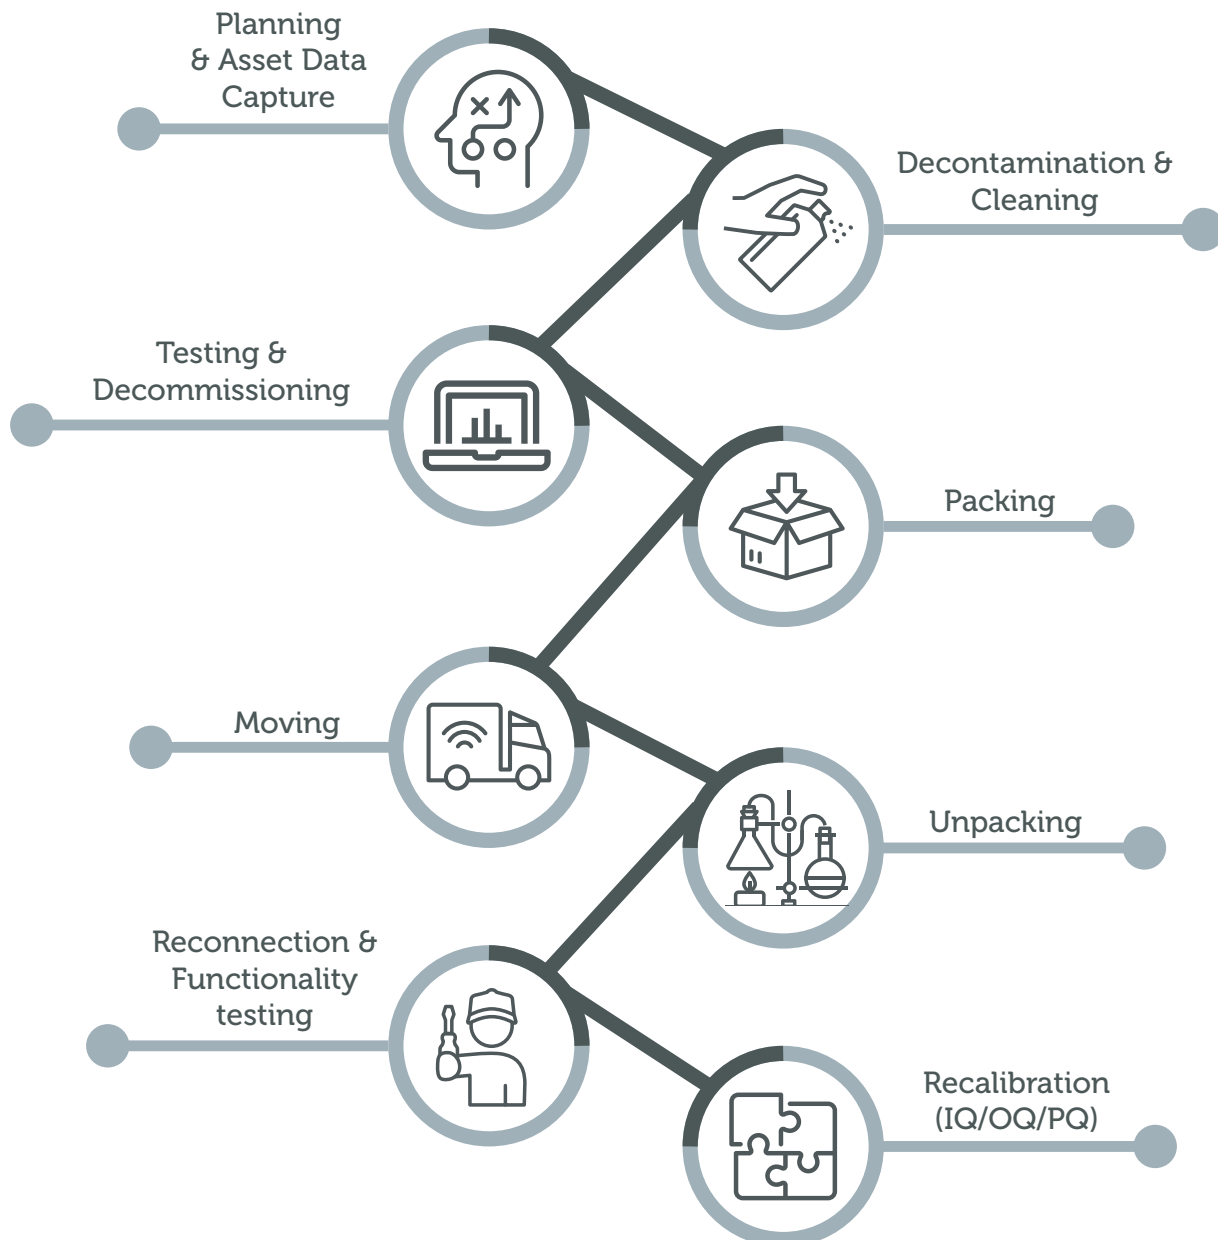 Planning
& Asset Data
Capture
Decontamination &
Cleaning
Testing &
Decommissioning
Packing
Moving
Unpacking
Reconnection &
Functionality
testing
Recalibration
(IQ/OQ/PQ)